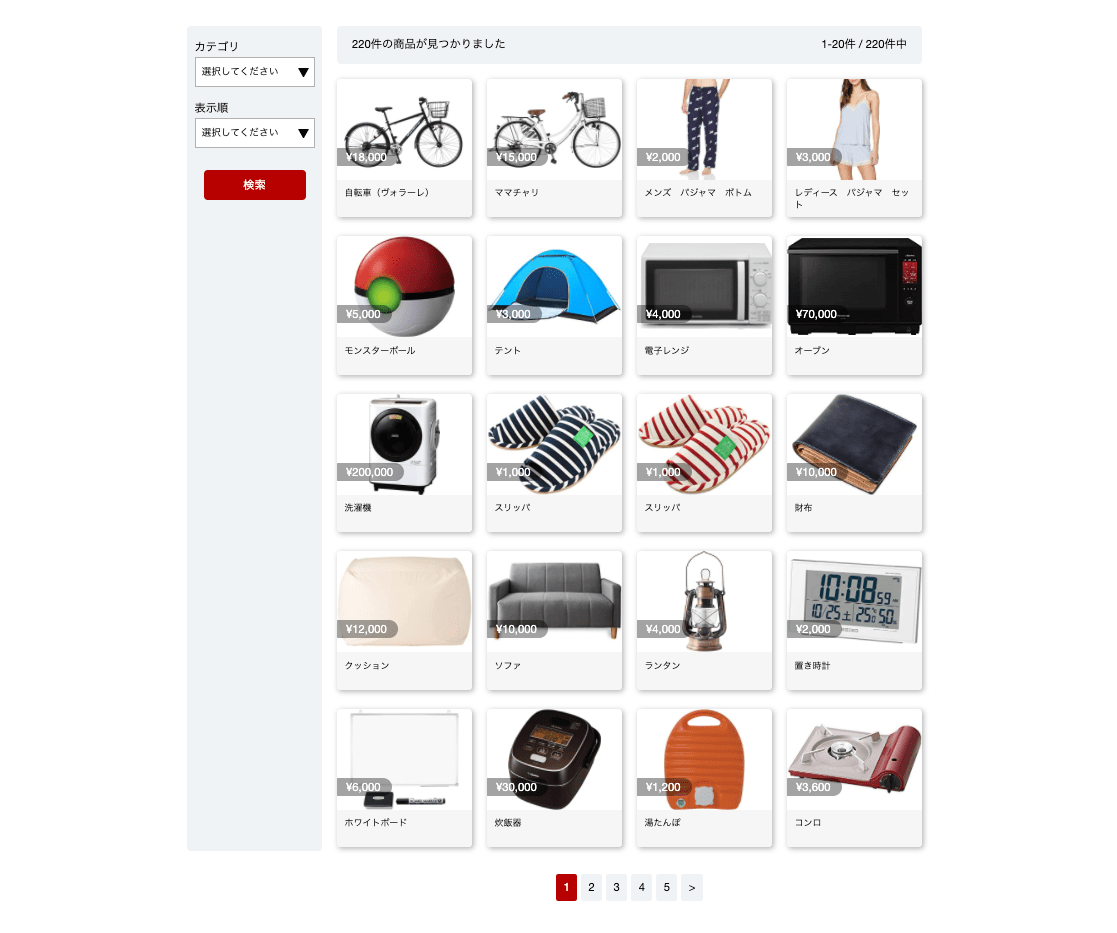 カテゴリ
選択してください
表示順
選択してください
検索
220件の商品が見つかりました
1-20件 / 220件中
¥18,000
自転車（ヴォラーレ）
¥15,000
ママチャリ
¥2,000
メンズ　パジャマ　ボトム
¥3,000
レディース　パジャマ　セッ
ト
¥5,000
モンスターボール
¥3,000
テント
¥4,000
電子レンジ
¥70,000
オーブン
¥200,000
洗濯機
¥1,000
スリッパ
¥1,000
スリッパ
¥10,000
財布
¥12,000
クッション
¥10,000
ソファ
¥4,000
ランタン
10:08 59
10/25 土 25℃ 50%
¥2,000
置き時計
¥6,000
ホワイトボード
¥30,000
炊飯器
¥1,200
湯たんぽ
¥3,600
コンロ
1 2 3 4 5 >